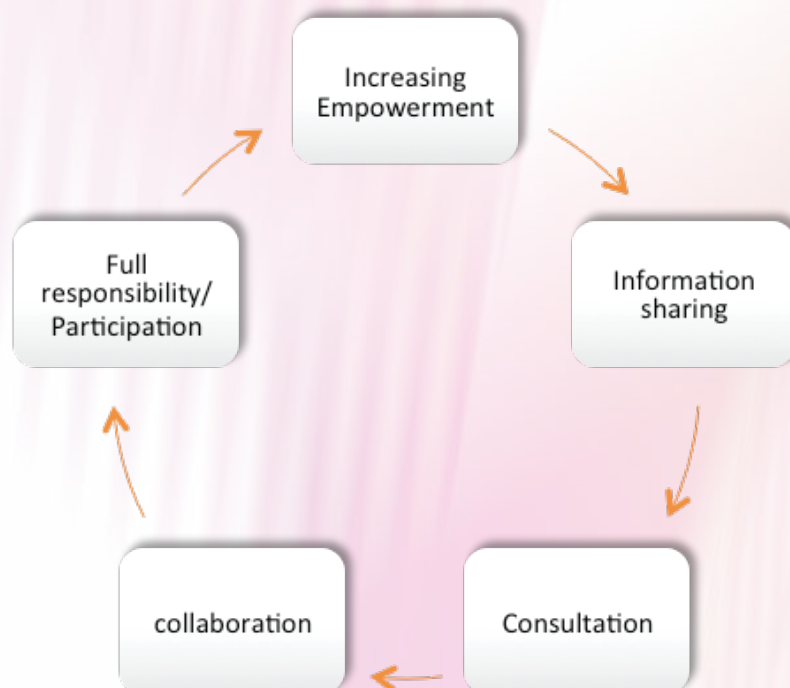 Increasing
Empowerment
Information
sharing
Consultation
collaboration
Full
responsibility/
Participation